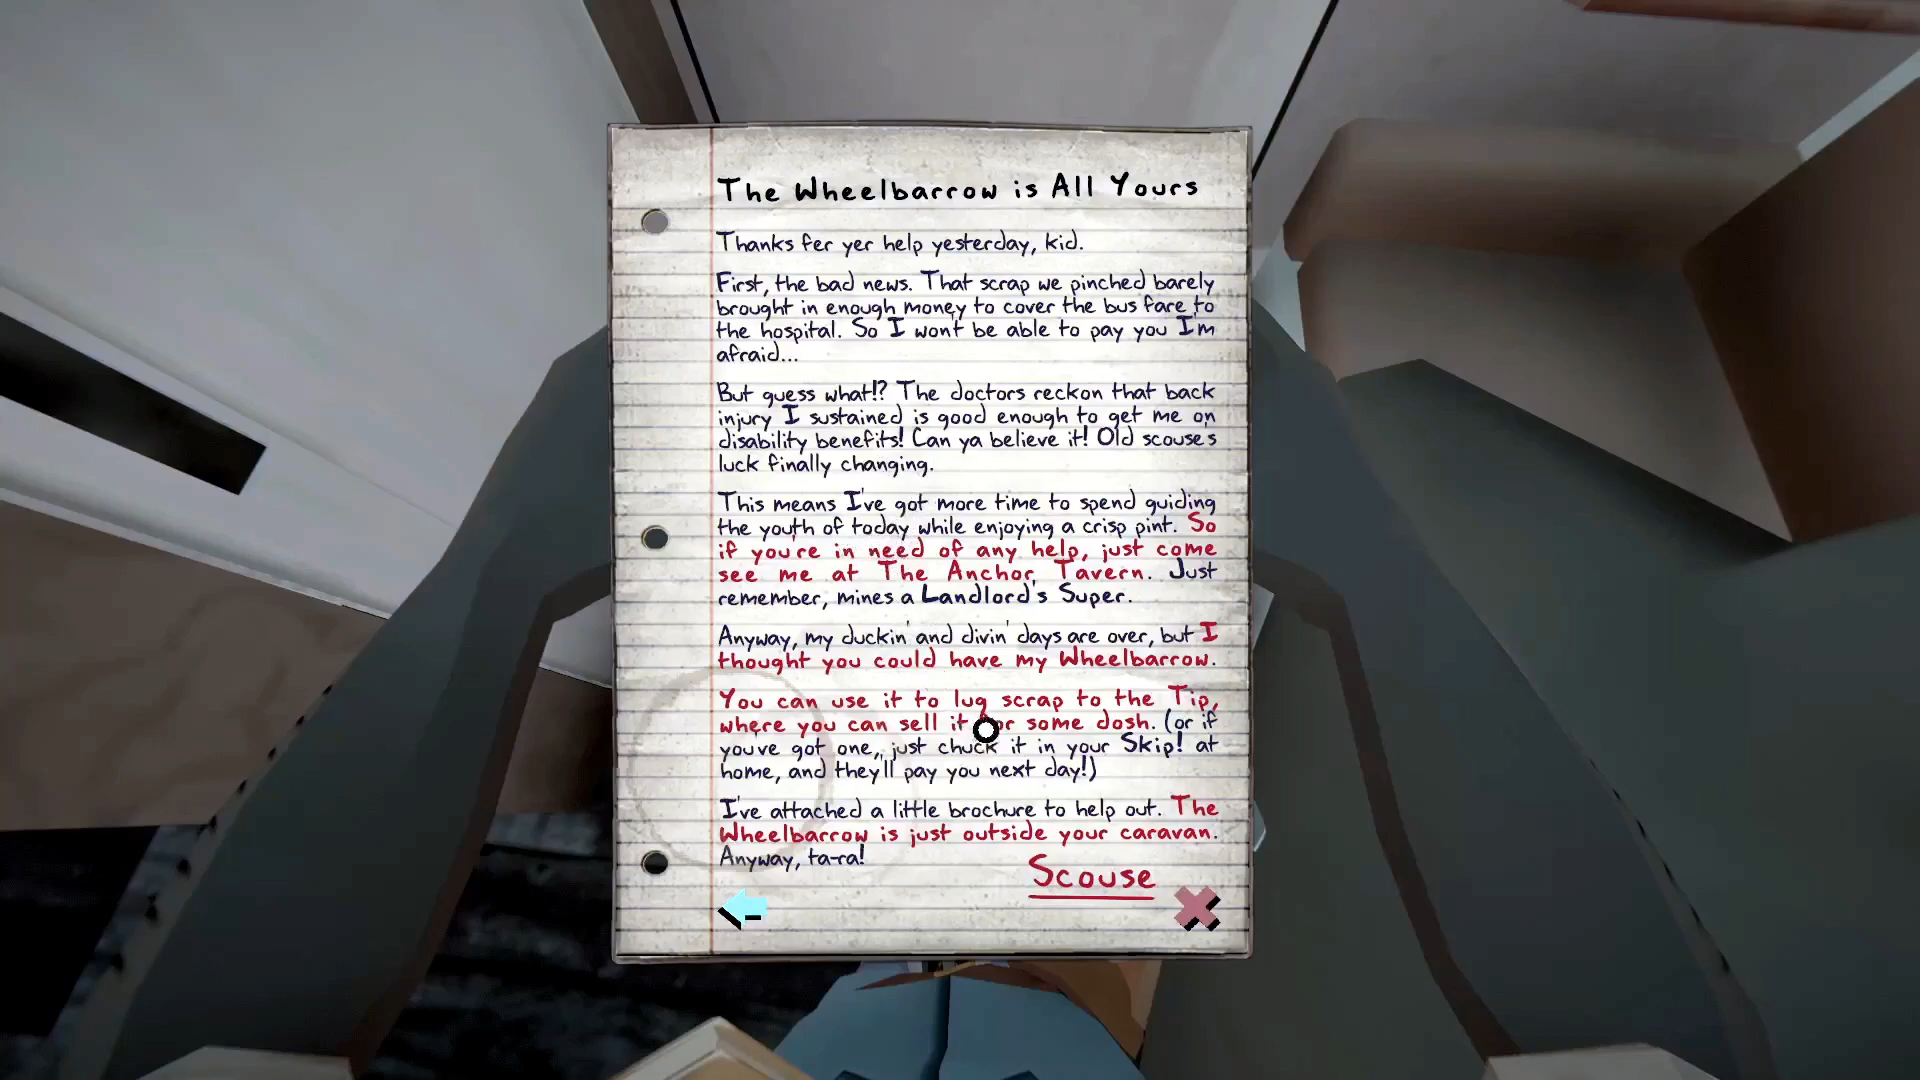 The Wheelbarrow is All Yours
Thanks fer yer help yesterday, kid.
First, the bad news. That scrap we pinched barely
brought in enough money to cover the bus fare to
the hospital. So I won't be able to pay you I'm
afraid...
But guess what!? The doctors reckon that back
injury I sustained is good enough to get me on
disability benefits! Can ya believe it! Old scouse's
luck finally changing.
This means I've got more time to spend guiding
the youth of today while enjoying a crisp pint. So
if you're in need of any help, just come
see me at The Anchor Tavern. Just
remember, mines a Landlord's Super.
Anyway, my duckin' and divin' days are over, but I
thought you could have my Wheelbarrow.
You can use it to lug scrap to the Tip,
where you can sell it for some dosh. (or if
you've got one, just chuck it in your Skip! at
home, and they'll pay you next day!)
I've attached a little brochure to help out. The
Wheelbarrow is just outside your caravan.
Anyway, ta-ra!
Scouse